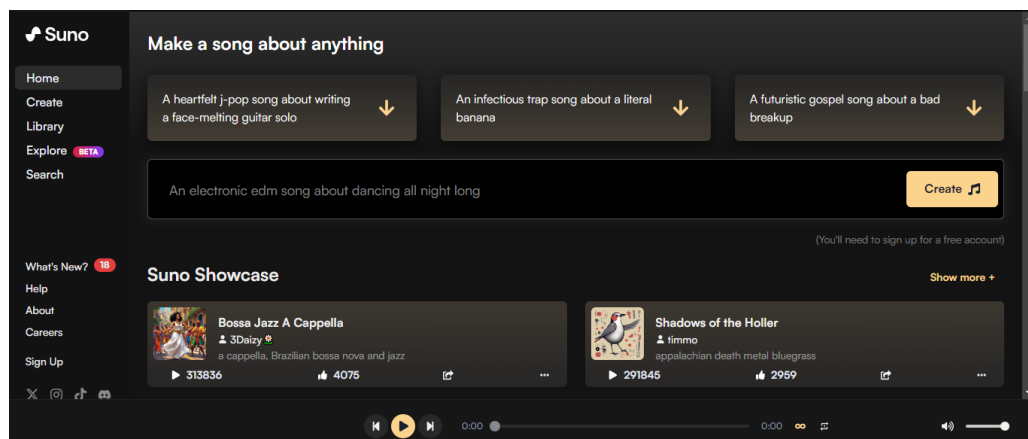 Suno
Home
Create
Library
Explore BETA
Search
What's New? 18
Help
About
Careers
Sign Up
Make a song about anything
A heartfelt j-pop song about writing
a face-melting guitar solo
An infectious trap song about a literal
banana
A futuristic gospel song about a bad
breakup
An electronic edm song about dancing all night long
Create
(You'll need to sign up for a free account)
Suno Showcase
Show more +
Bossa Jazz A Cappella
3Daizy
a cappella, Brazilian bossa nova and jazz
313836 4075
Shadows of the Holler
timmo
appalachian death metal bluegrass
291845 2959
0:00 0:00